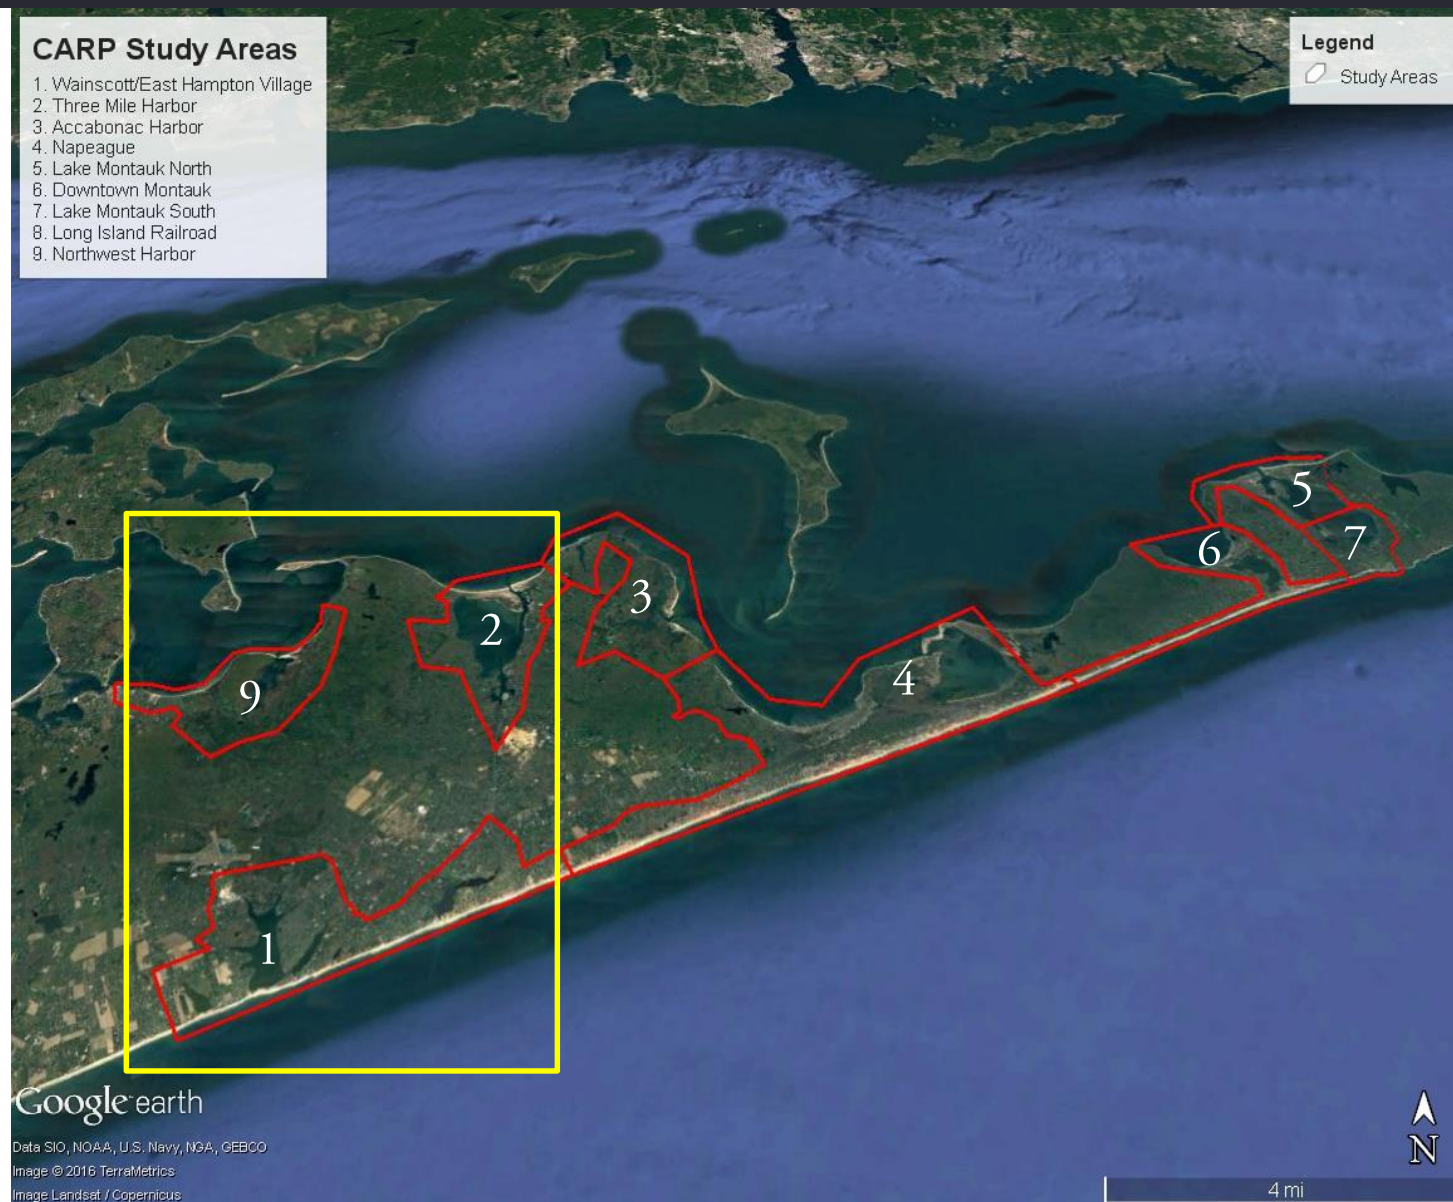 CARP Study Areas
1. Wainscott/East Hampton Village
2. Three Mile Harbor
3. Accabonac Harbor
4. Napeague
5. Lake Montauk North
6. Downtown Montauk
7. Lake Montauk South
8. Long Island Railroad
9. Northwest Harbor
Legend
Study Areas
5
6
7
3
2
4
9
1
Google earth
Data SIO, NOAA, U.S. Navy, NGA, GEBCO
Image © 2016 TerraMetrics
Image Landsat / Copernicus
N
4 mi